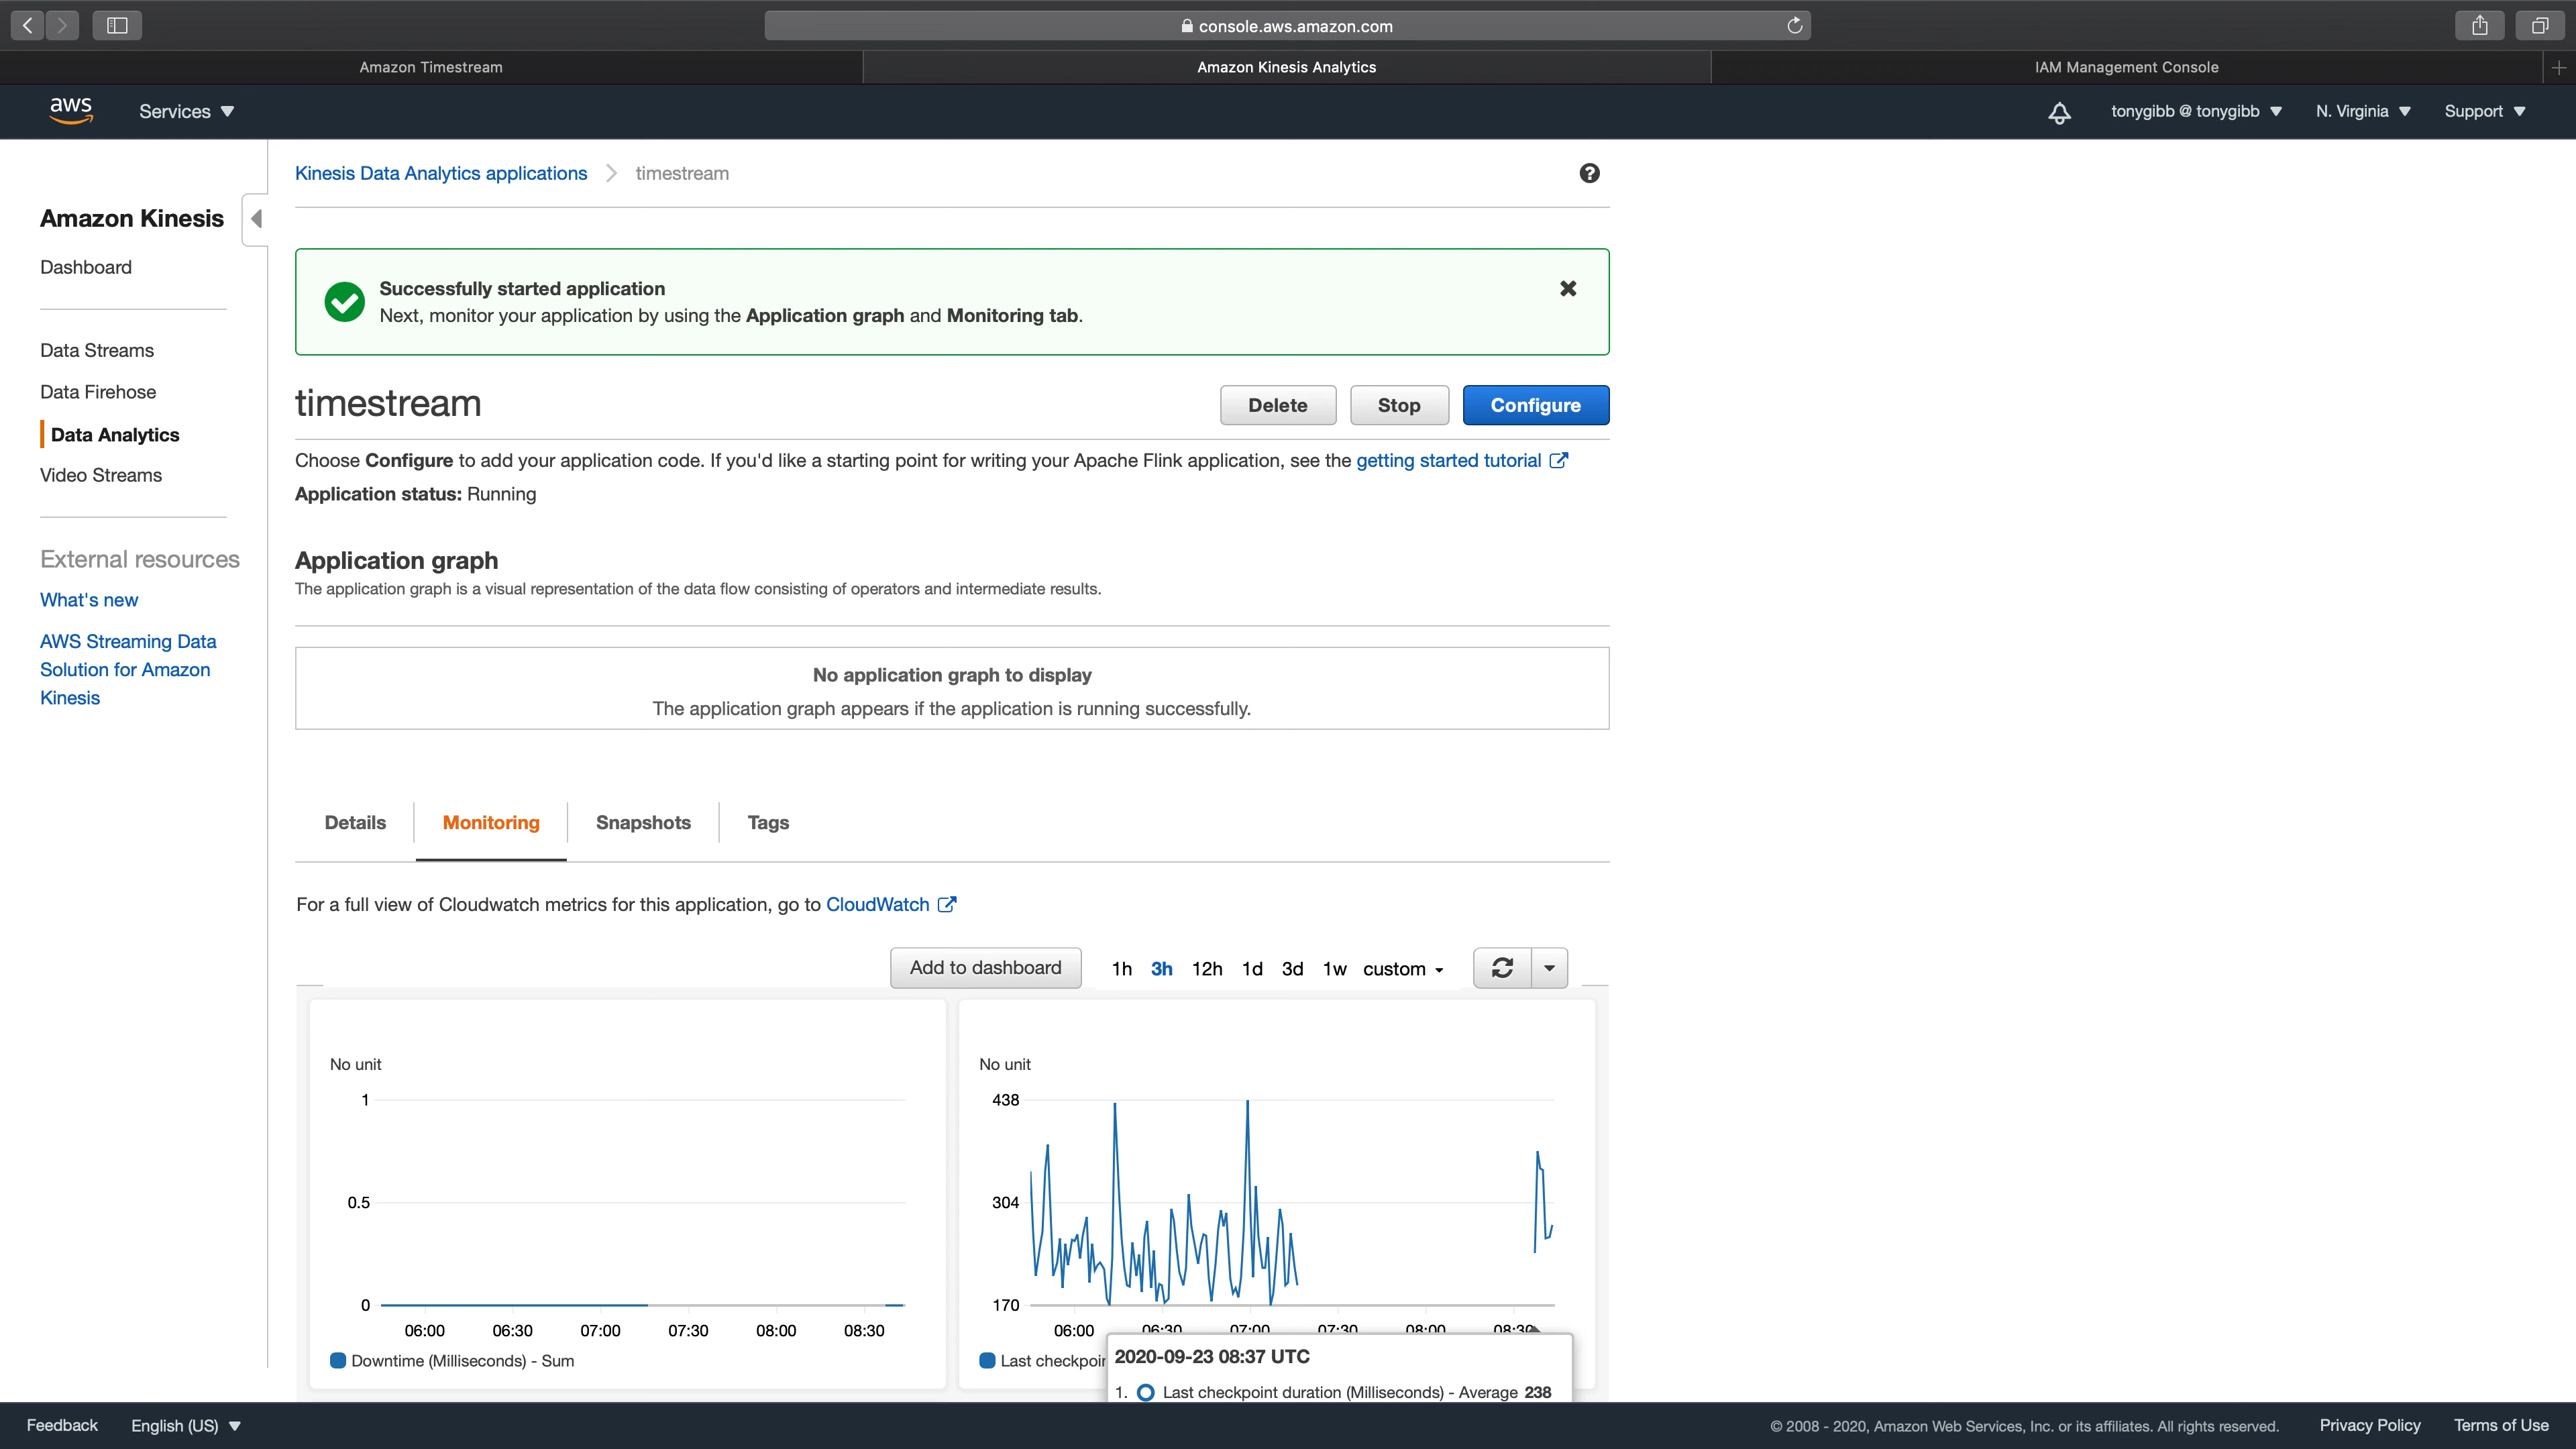 console.aws.amazon.com
Amazon Timestream
Amazon Kinesis Analytics
IAM Management Console
aws
Services
tonygibb @ tonygibb
N. Virginia
Support
Kinesis Data Analytics applications
timestream
Amazon Kinesis
Dashboard
Data Streams
Data Firehose
Data Analytics
Video Streams
External resources
What's new
AWS Streaming Data
Solution for Amazon
Kinesis
Successfully started application
Next, monitor your application by using the Application graph and Monitoring tab.
timestream
Delete
Stop
Configure
Choose Configure to add your application code. If you'd like a starting point for writing your Apache Flink application, see the getting started tutorial
Application status: Running
Application graph
The application graph is a visual representation of the data flow consisting of operators and intermediate results.
No application graph to display
The application graph appears if the application is running successfully.
Details
Monitoring
Snapshots
Tags
For a full view of Cloudwatch metrics for this application, go to CloudWatch
Add to dashboard
1h 3h 12h 1d 3d 1w custom
No unit
1
0.5
0
06:00 06:30 07:00 07:30 08:00 08:30
Downtime (Milliseconds) - Sum
No unit
438
304
170
06:00 06:30 07:00 07:30 08:00 08:30
Last checkpoin
2020-09-23 08:37 UTC
1. Last checkpoint duration (Milliseconds) - Average 238
Feedback
English (US)
© 2008 - 2020, Amazon Web Services, Inc. or its affiliates. All rights reserved.
Privacy Policy
Terms of Use